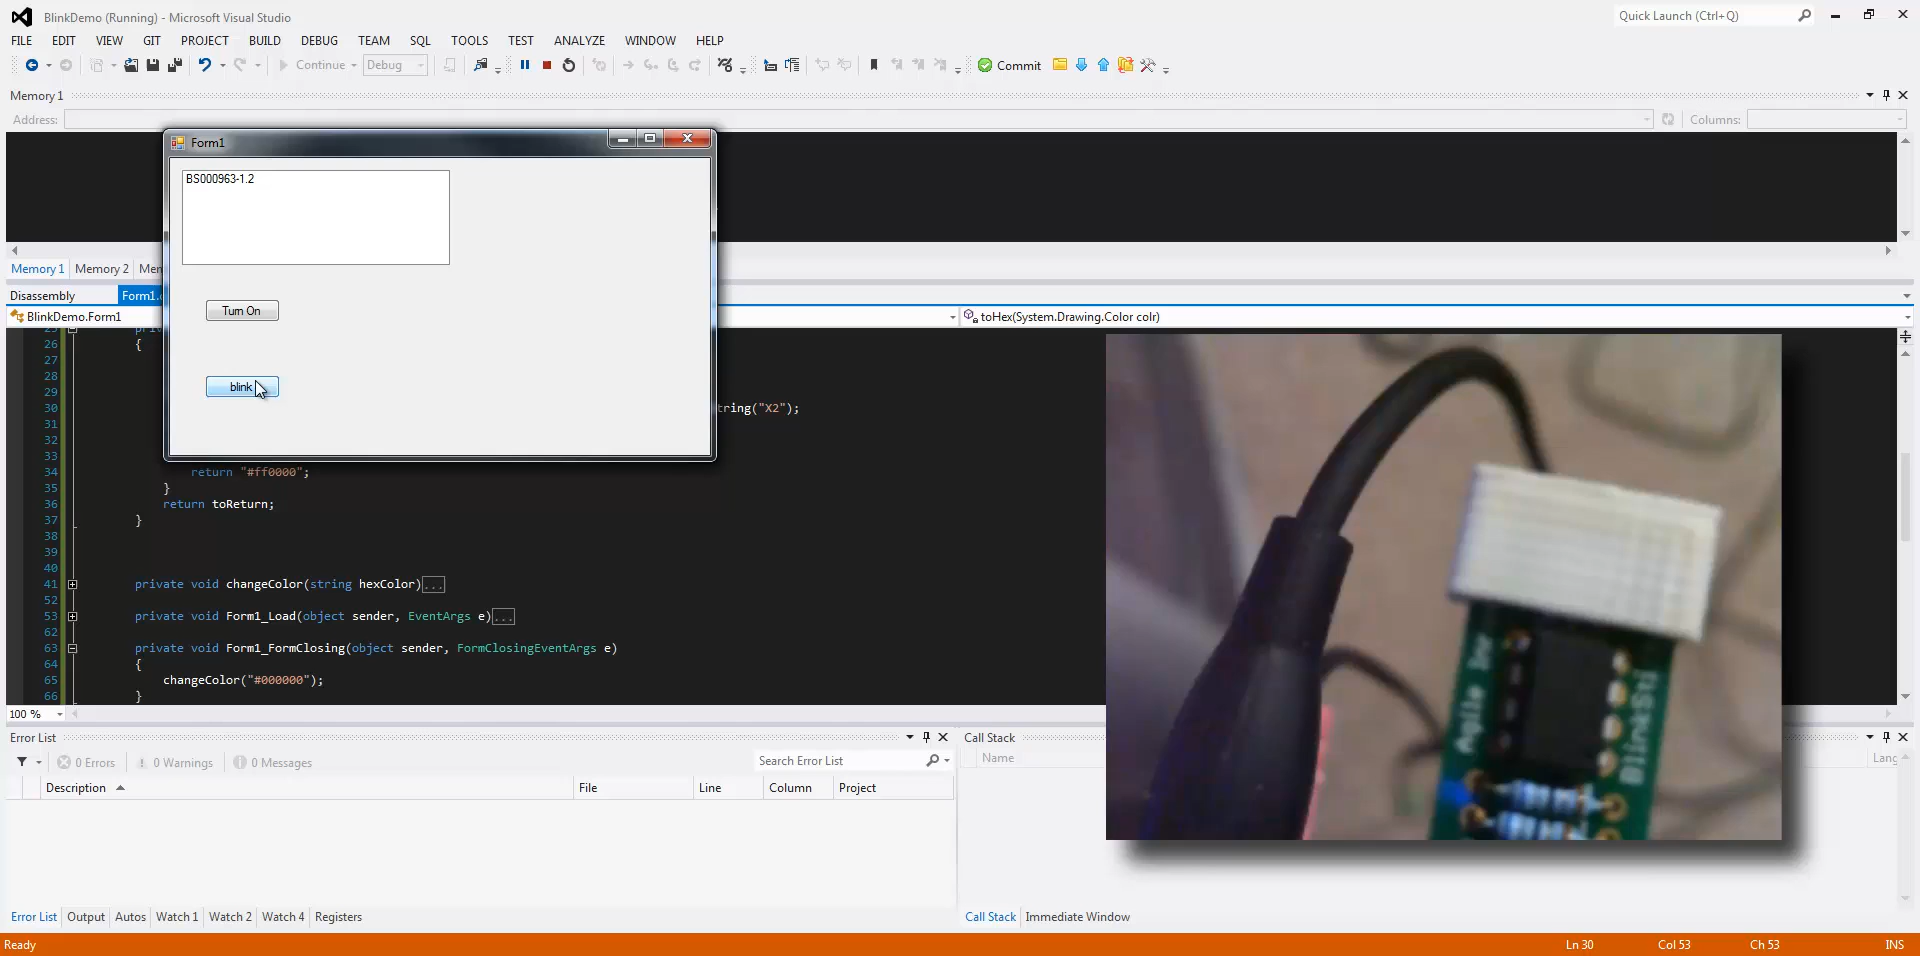 BlinkDemo (Running) - Microsoft Visual Studio
Quick Launch (Ctrl+Q)
FILE EDIT VIEW GIT PROJECT BUILD DEBUG TEAM SQL TOOLS TEST ANALYZE WINDOW HELP
Continue Debug Commit
Memory 1
Address: Columns:
Form1
BS000963-1.2
Turn On
blink
Memory 1 Memory 2
Disassembly Form1
BlinkDemo.Form1 toHex(System.Drawing.Color colr)
26 {
27
28
29
30 tring("X2");
31
32
33
34 return "#ff0000";
35 }
36 return toReturn;
37 }
38
39
40
41 private void changeColor(string hexColor)...
52
53 private void Form1_Load(object sender, EventArgs e)...
62
63 private void Form1_FormClosing(object sender, FormClosingEventArgs e)
64 {
65 changeColor("#000000");
66 }
100 %
Agile
Error List
0 Errors 0 Warnings 0 Messages Search Error List
Description File Line Column Project
Error List Output Autos Watch 1 Watch 2 Watch 4 Registers
Call Stack
Name Lang
Call Stack Immediate Window
Ready Ln 30 Col 53 Ch 53 INS